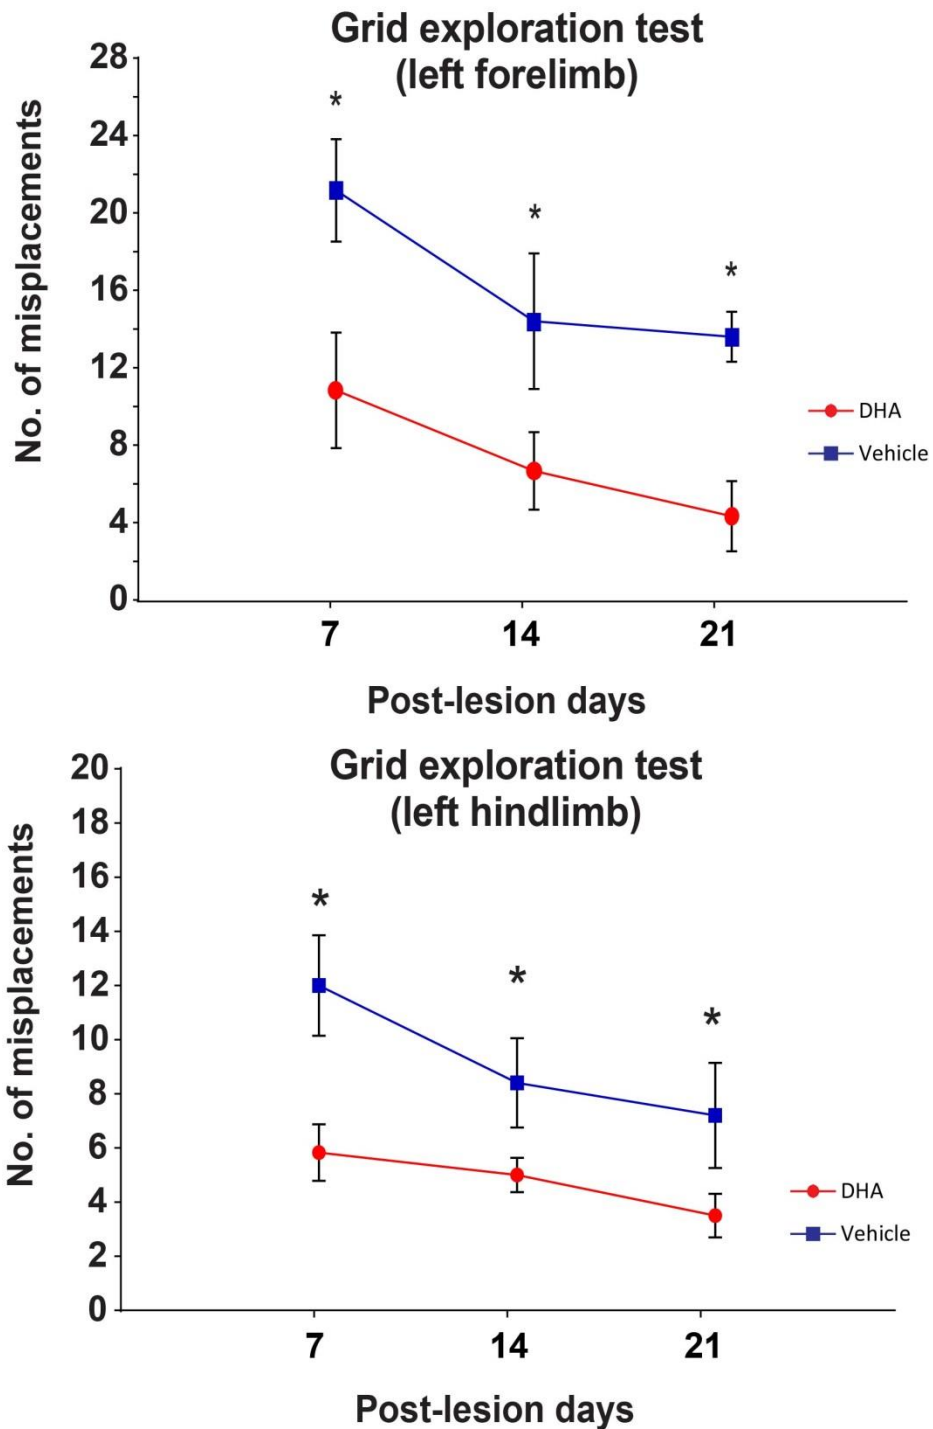 Grid exploration test
(left forelimb)
No. of misplacements
28
24
20
16
12
8
4
0
*
*
*
DHA
Vehicle
7 14 21
Post-lesion days
Grid exploration test
(left hindlimb)
No. of misplacements
20
18
16
14
12
10
8
6
4
2
0
*
*
*
DHA
Vehicle
7 14 21
Post-lesion days